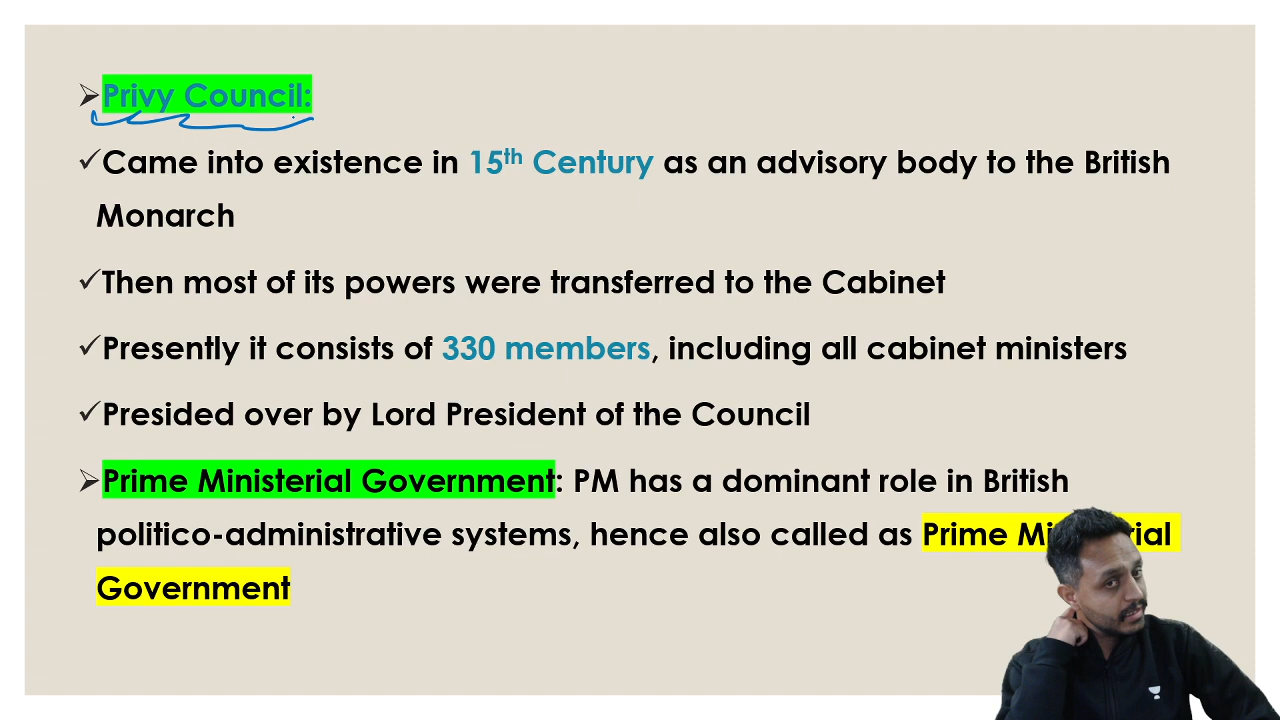 ➢Privy Council:
✓Came into existence in 15th Century as an advisory body to the British
Monarch
✓Then most of its powers were transferred to the Cabinet
✓Presently it consists of 330 members, including all cabinet ministers
✓Presided over by Lord President of the Council
➢Prime Ministerial Government: PM has a dominant role in British
politico-administrative systems, hence also called as Prime
Government